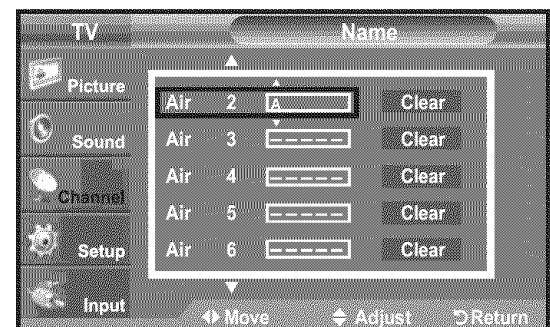 TV
Name
Picture
Sound
Channel
Setup
Input
Air 2 A Clear
Air 3 ----- Clear
Air 4 ----- Clear
Air 5 ----- Clear
Air 6 ----- Clear
Move Adjust Return